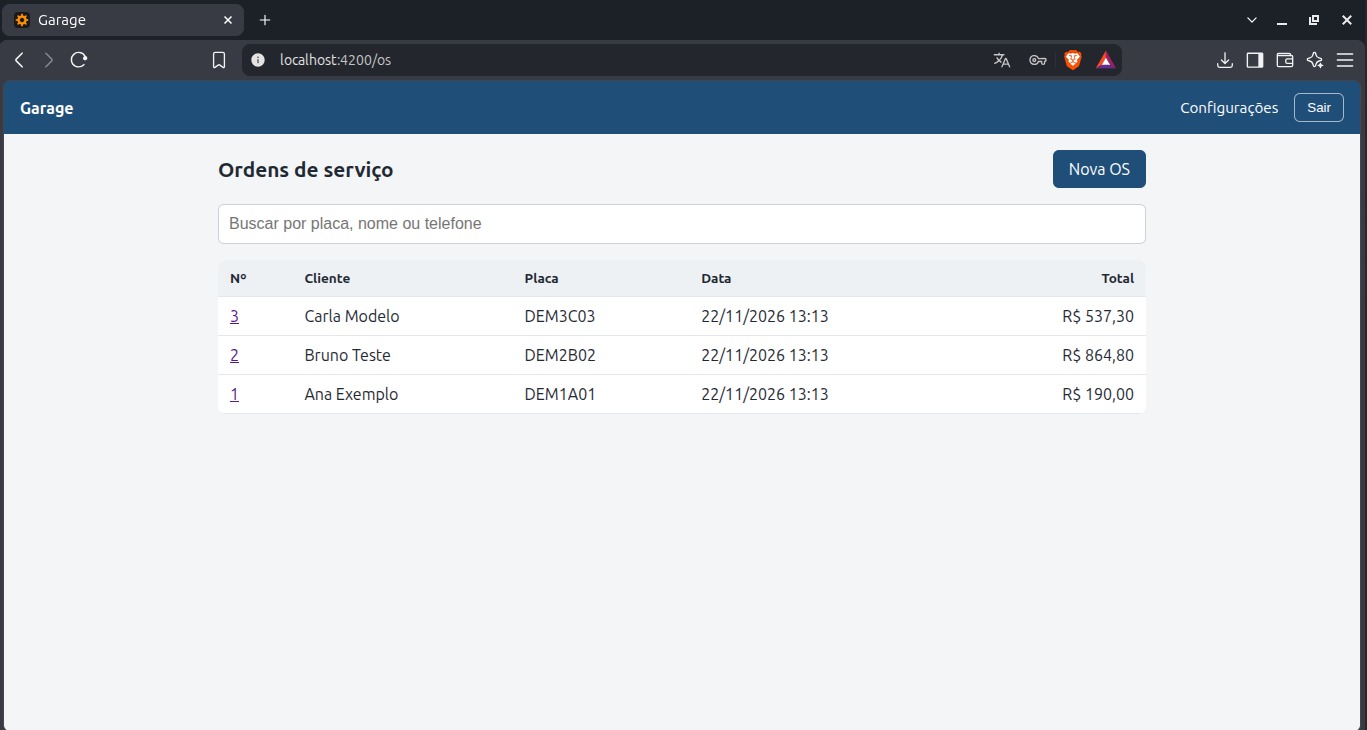 Garage
localhost:4200/os
Garage Configurações Sair
Ordens de serviço Nova OS
Buscar por placa, nome ou telefone
Nº Cliente Placa Data Total
3 Carla Modelo DEM3C03 22/11/2026 13:13 R$ 537,30
2 Bruno Teste DEM2B02 22/11/2026 13:13 R$ 864,80
1 Ana Exemplo DEM1A01 22/11/2026 13:13 R$ 190,00